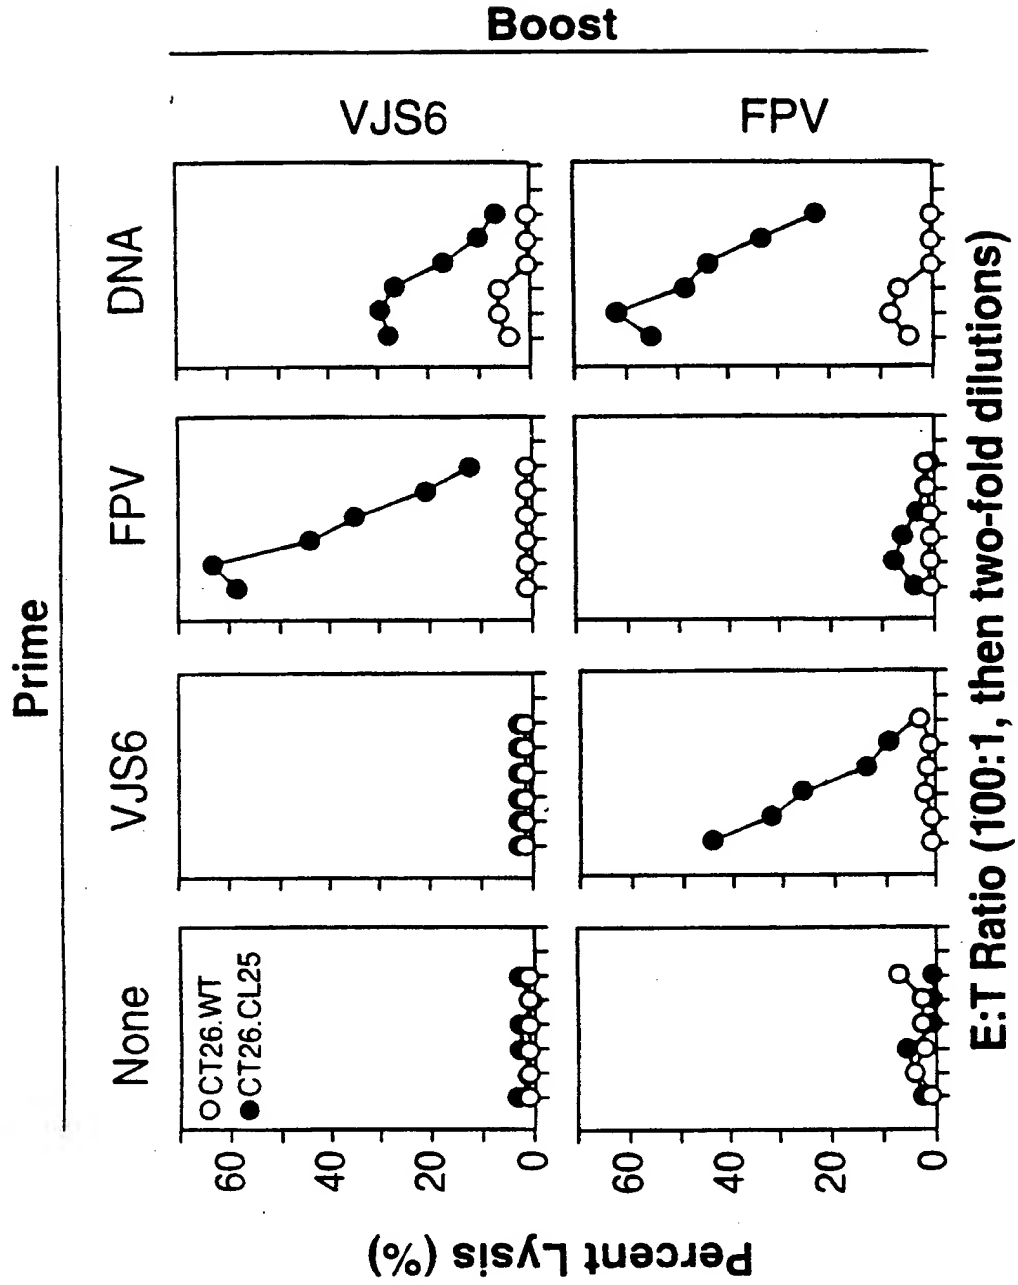 Prime
None VJS6 FPV DNA
Boost
VJS6
FPV
Percent Lysis (%)
60
40
20
0
60
40
20
0
○ CT26.WT
● CT26.CL25
E:T Ratio (100:1, then two-fold dilutions)